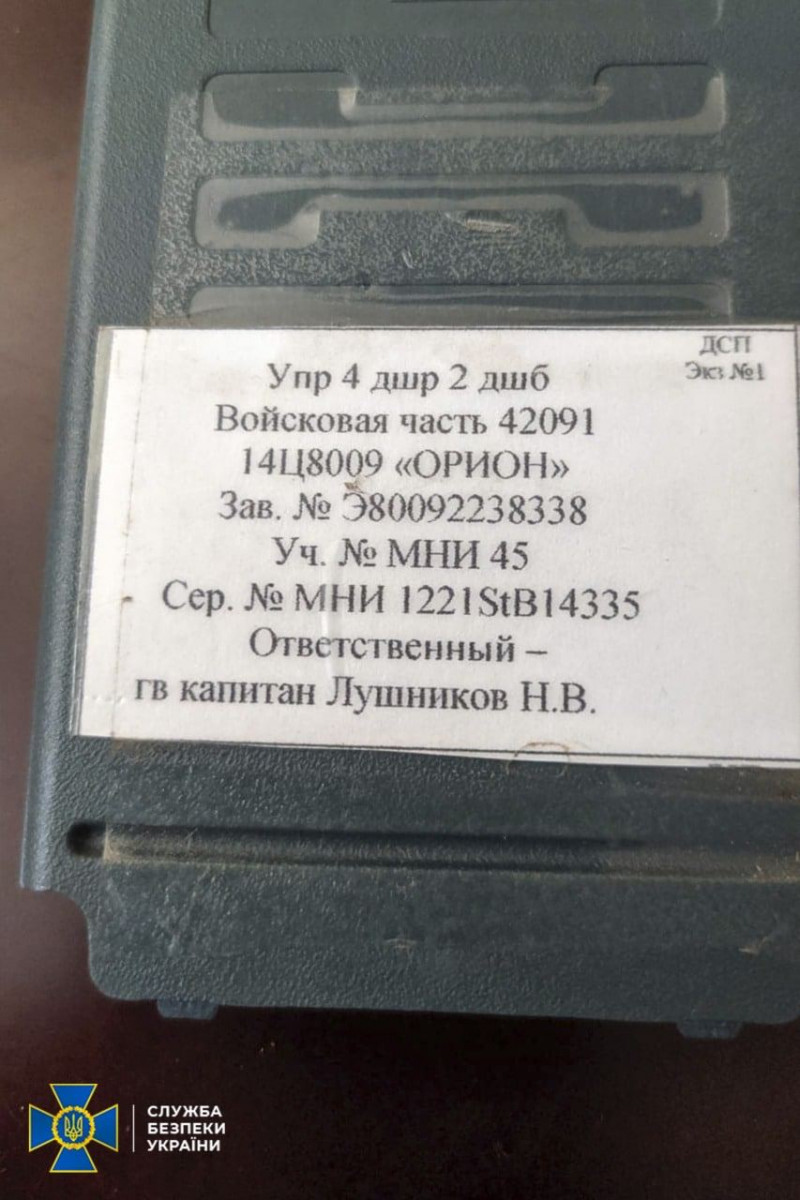 ДСП
Экз №1
Упр 4 дшр 2 дшб
Войсковая часть 42091
14Ц8009 «ОРИОН»
Зав. № Э80092238338
Уч. № МНИ 45
Сер. № МНИ 1221StB14335
Ответственный –
гв капитан Лушников Н.В.
СЛУЖБА
БЕЗПЕКИ
УКРАЇНИ